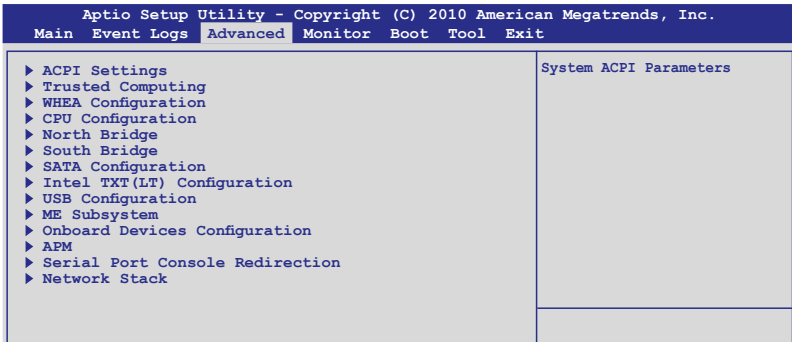 Aptio Setup Utility - Copyright (C) 2010 American Megatrends, Inc.
Main Event Logs Advanced Monitor Boot Tool Exit
ACPI Settings
Trusted Computing
WHEA Configuration
CPU Configuration
North Bridge
South Bridge
SATA Configuration
Intel TXT(LT) Configuration
USB Configuration
ME Subsystem
Onboard Devices Configuration
APM
Serial Port Console Redirection
Network Stack
System ACPI Parameters